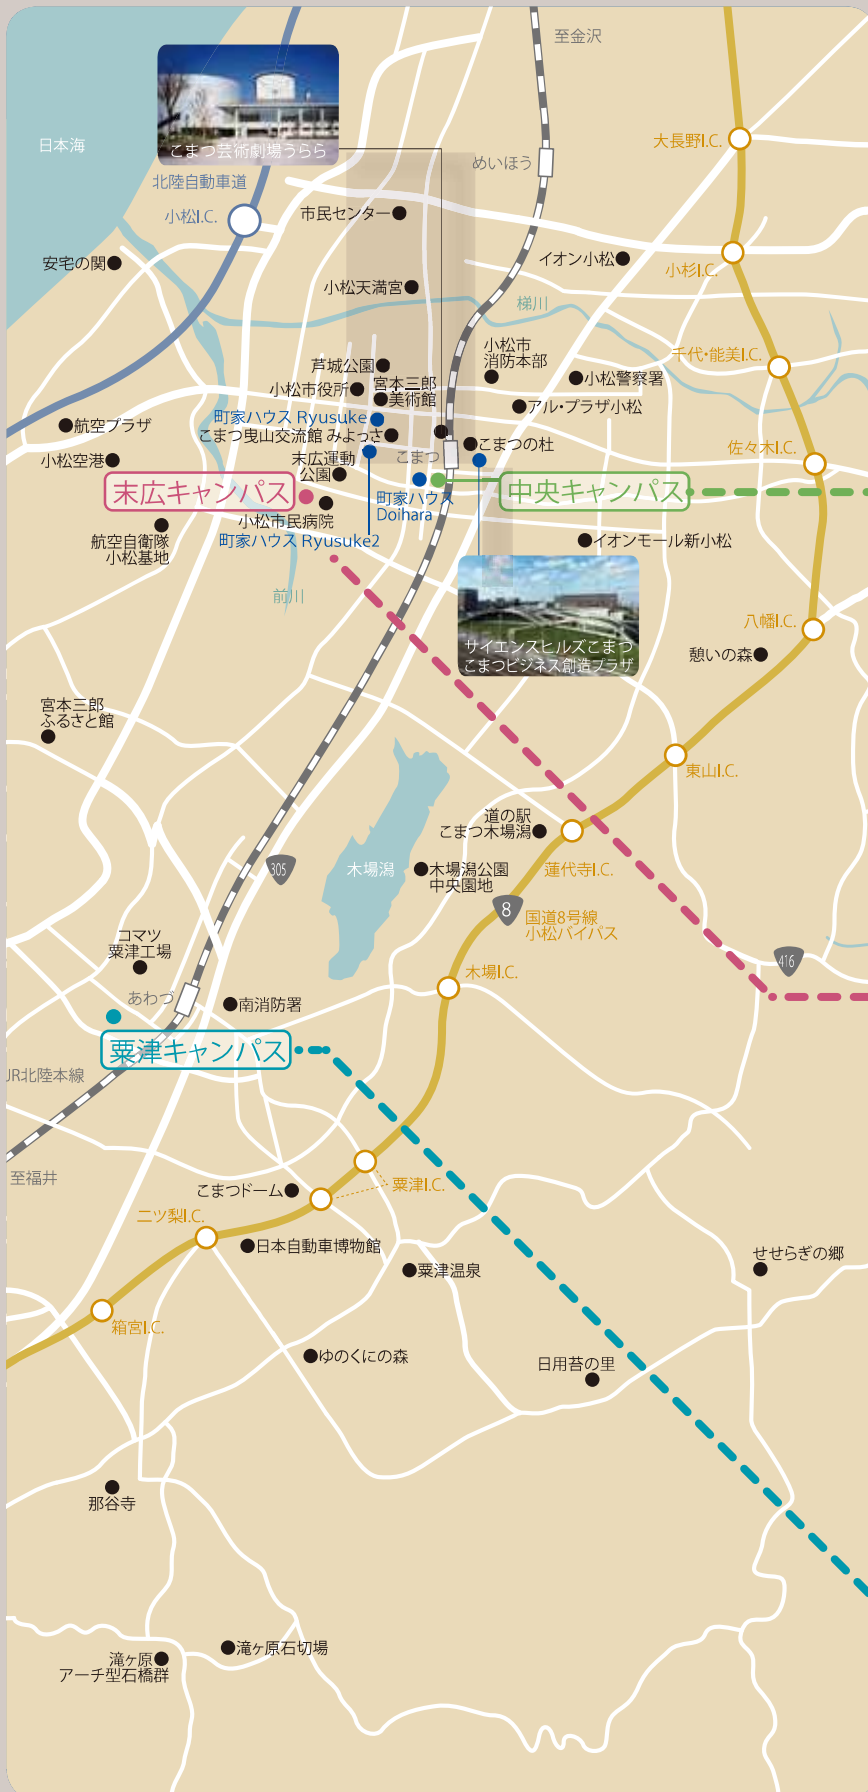 至金沢
大長野I.C.
日本海
こまつ芸術劇場うらら
めいほう
北陸自動車道
小松I.C.
市民センター
安宅の関
イオン小松
小杉I.C.
小松天満宮
梯川
小松市
消防本部
千代・能美I.C.
芦城公園
小松警察署
小松市役所
宮本三郎
美術館
アル・プラザ小松
町家ハウス Ryusuke
航空プラザ
こまつ曳山交流館 みよっさ
こまつの杜
佐々木I.C.
小松空港
末広運動
公園
こまつ
末広キャンパス
町家ハウス
Doihara
中央キャンパス
小松市民病院
航空自衛隊
小松基地
町家ハウス Ryusuke2
イオンモール新小松
前川
八幡I.C.
サイエンスヒルズこまつ
こまつビジネス創造プラザ
憩いの森
宮本三郎
ふるさと館
東山I.C.
道の駅
こまつ木場潟
305
木場潟
木場潟公園
中央園地
蓮代寺I.C.
8
国道8号線
小松バイパス
コマツ
粟津工場
416
木場I.C.
あわづ
南消防署
粟津キャンパス
JR北陸本線
至福井
こまつドーム
粟津I.C.
二ツ梨I.C.
日本自動車博物館
せせらぎの郷
粟津温泉
箱宮I.C.
ゆのくにの森
日用苔の里
那谷寺
滝ヶ原石切場
滝ヶ原
アーチ型石橋群